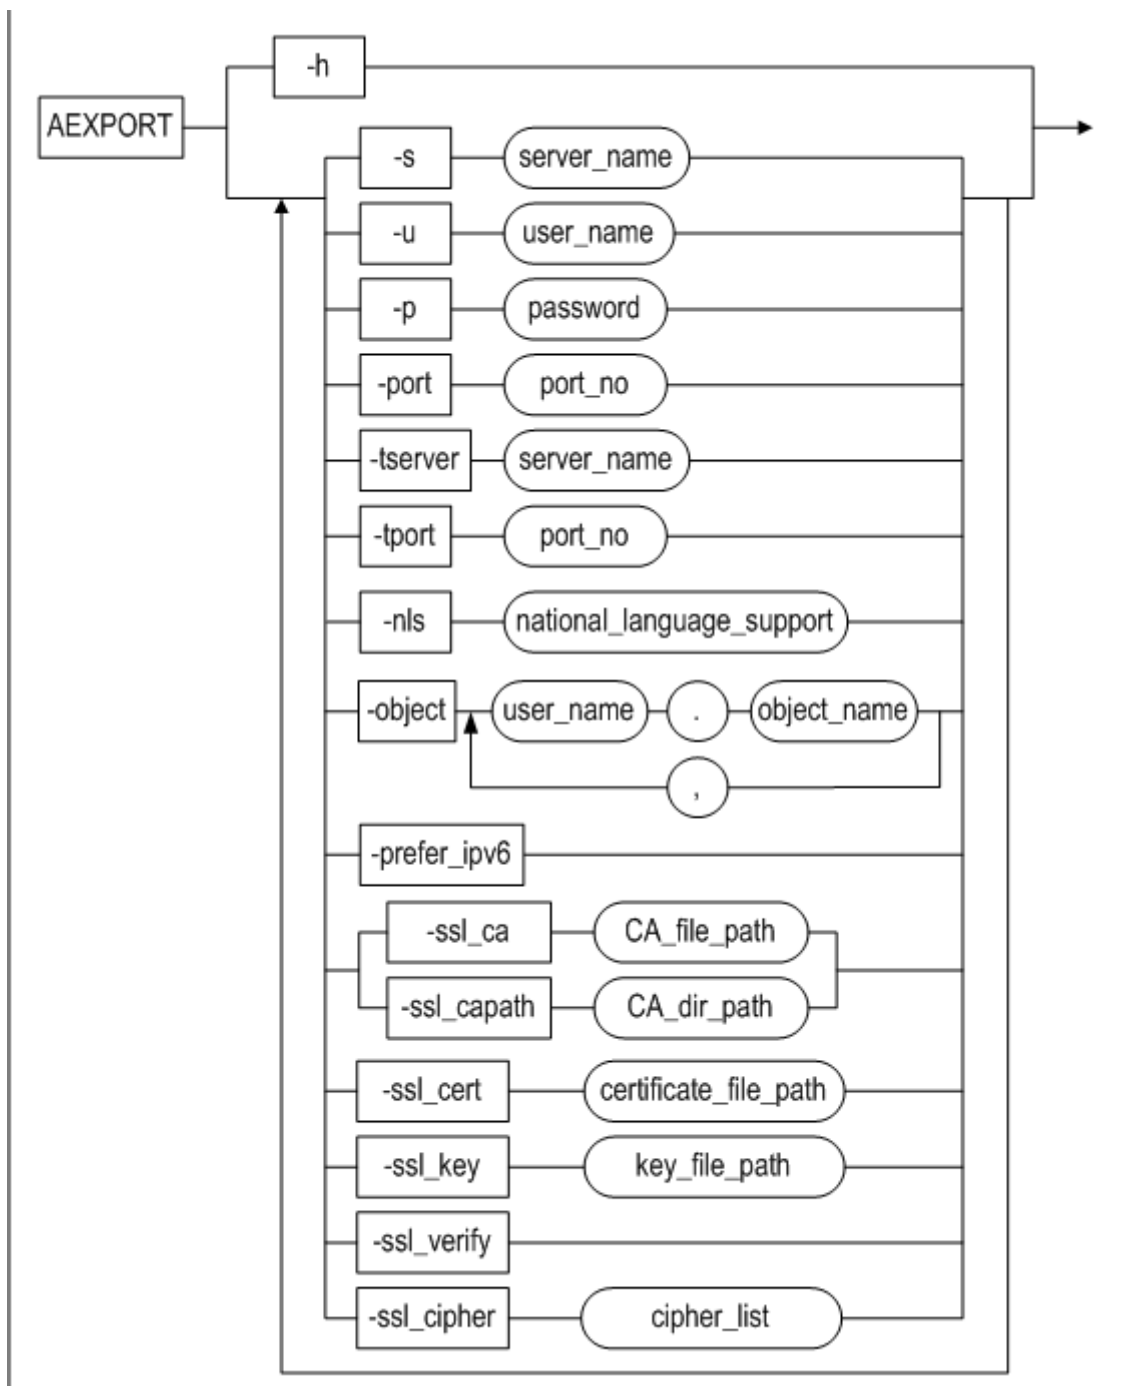 -h
AEXPORT
-s server_name
-u user_name
-p password
-port port_no
-tserver server_name
-tport port_no
-nls national_language_support
-object user_name . object_name
,
-prefer_ipv6
-ssl_ca CA_file_path
-ssl_capath CA_dir_path
-ssl_cert certificate_file_path
-ssl_key key_file_path
-ssl_verify
-ssl_cipher cipher_list